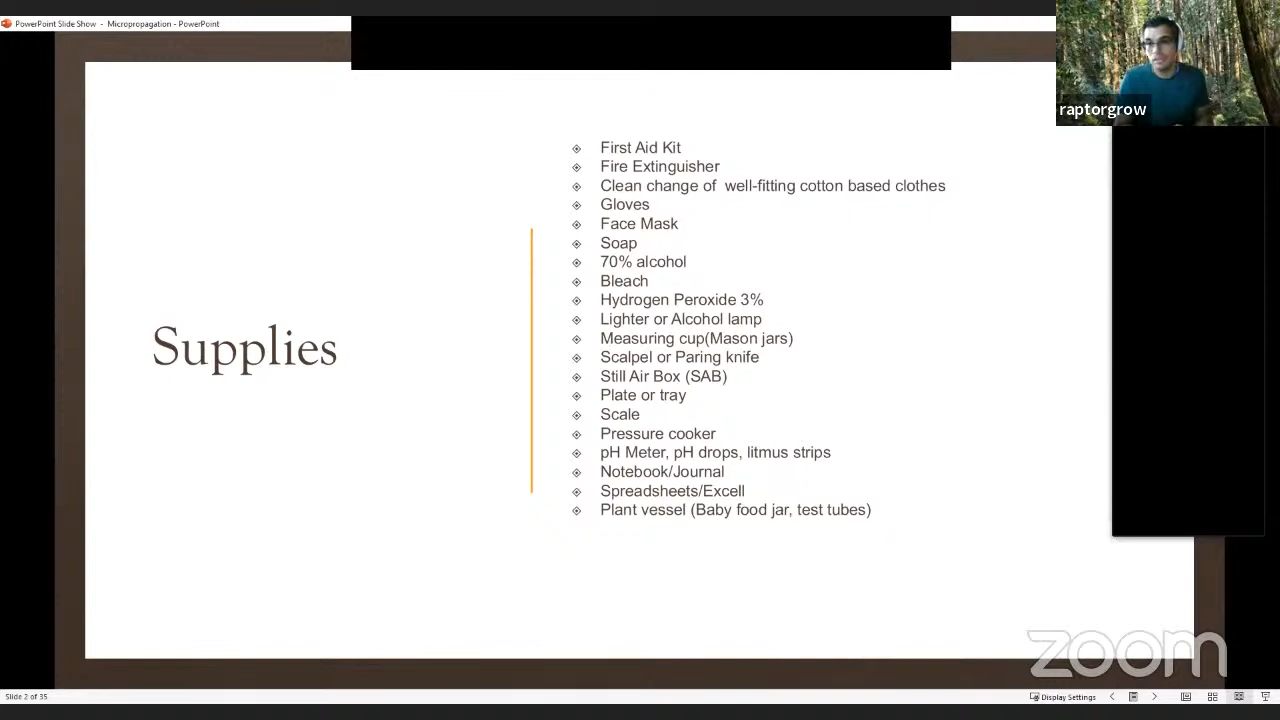 PowerPoint Slide Show - Micropropagation - PowerPoint
raptorgrow
Supplies
First Aid Kit
Fire Extinguisher
Clean change of well-fitting cotton based clothes
Gloves
Face Mask
Soap
70% alcohol
Bleach
Hydrogen Peroxide 3%
Lighter or Alcohol lamp
Measuring cup(Mason jars)
Scalpel or Paring knife
Still Air Box (SAB)
Plate or tray
Scale
Pressure cooker
pH Meter, pH drops, litmus strips
Notebook/Journal
Spreadsheets/Excell
Plant vessel (Baby food jar, test tubes)
zoom
Slide 2 of 35
Display Settings